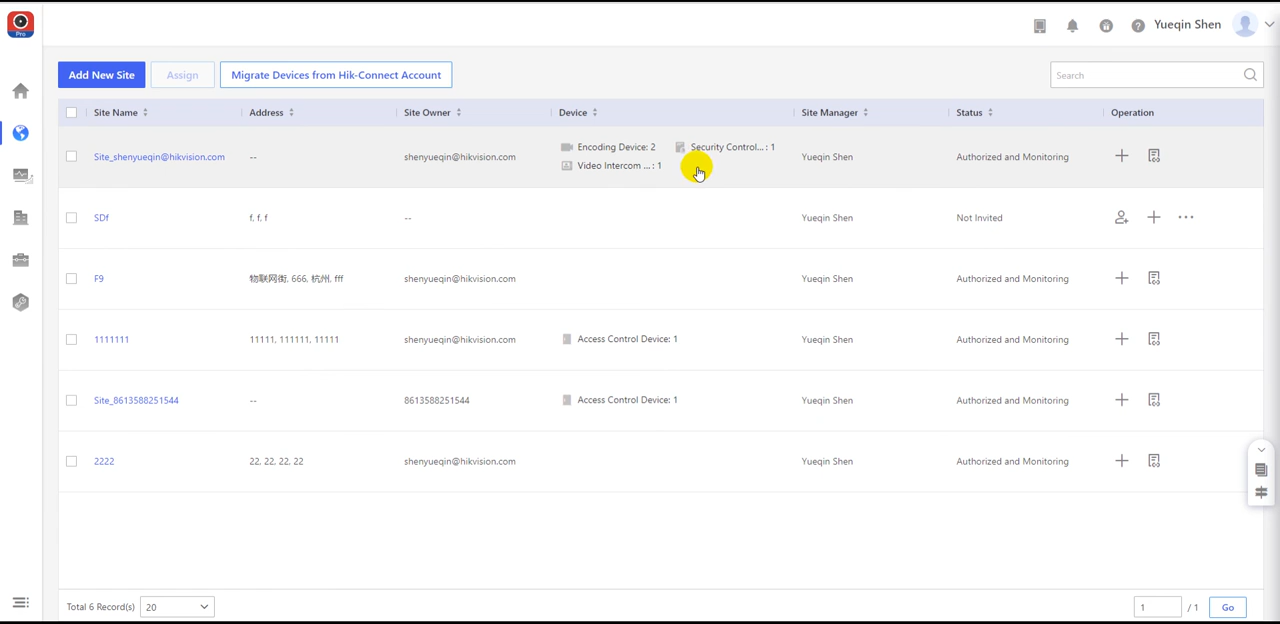 Pro
Yueqin Shen
Add New Site
Assign
Migrate Devices from Hik-Connect Account
Search
Site Name Address Site Owner Device Site Manager Status Operation
Site_shenyueqin@hikvision.com -- shenyueqin@hikvision.com Encoding Device: 2 Security Control...: 1 Yueqin Shen Authorized and Monitoring
Video Intercom ...: 1
SDf f, f, f -- Yueqin Shen Not Invited
F9 物联网街, 666, 杭州, fff shenyueqin@hikvision.com Yueqin Shen Authorized and Monitoring
1111111 11111, 111111, 11111 shenyueqin@hikvision.com Access Control Device: 1 Yueqin Shen Authorized and Monitoring
Site_8613588251544 -- 8613588251544 Access Control Device: 1 Yueqin Shen Authorized and Monitoring
2222 22, 22, 22, 22 shenyueqin@hikvision.com Yueqin Shen Authorized and Monitoring
Total 6 Record(s) 20 1 / 1 Go